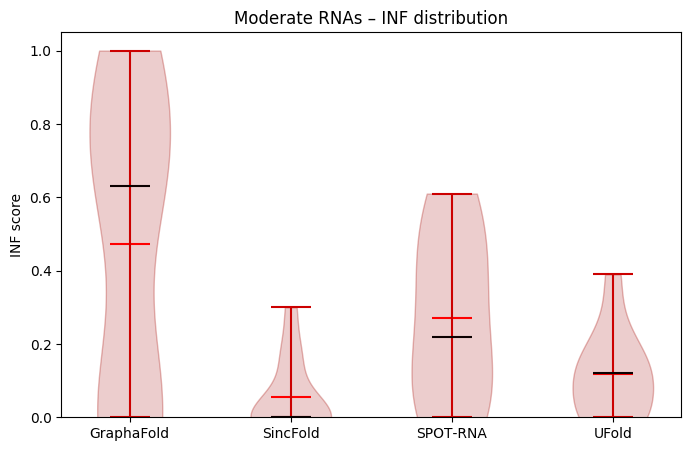 Moderate RNAs – INF distribution
INF score
1.0
0.8
0.6
0.4
0.2
0.0
GraphaFold
SincFold
SPOT-RNA
UFold